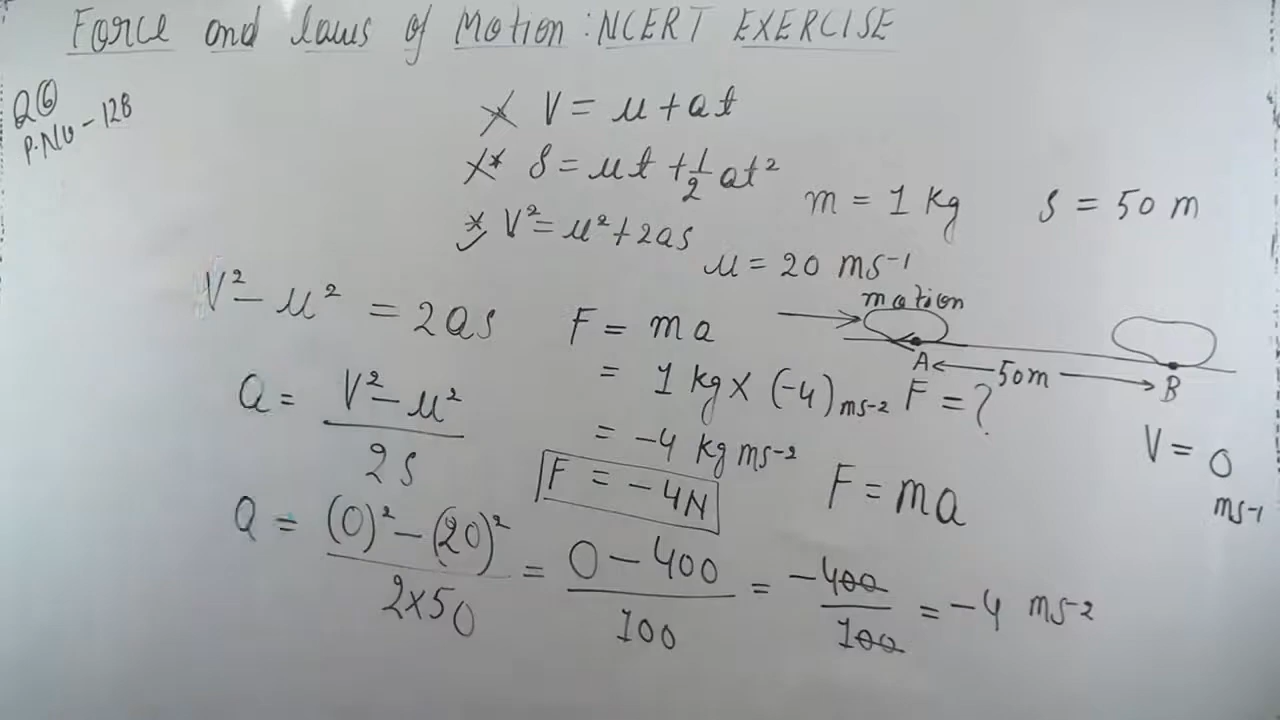 Force and laws of Motion : NCERT EXERCISE
Q⑥
P.NO - 128
* V = u + at
** S = ut + 1/2 at²
* V² = u² + 2as
m = 1 kg
S = 50 m
u = 20 ms⁻¹
V² - u² = 2as
F = ma
motion
= 1 kg × (-4) ms⁻²
A
50m
B
F = ?
a = V² - u² / 2s
= -4 kg ms⁻²
V = 0
ms⁻¹
F = -4N
F = ma
a = (0)² - (20)² / 2×50 = 0 - 400 / 100 = -400 / 100 = -4 ms⁻²